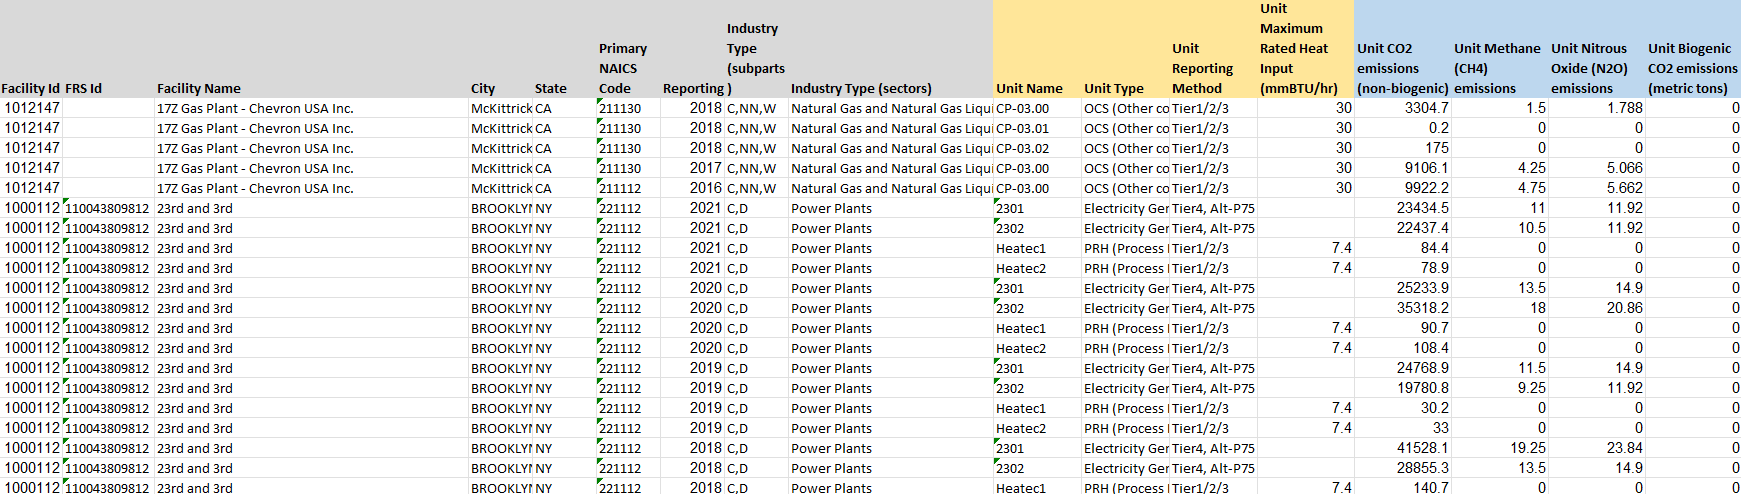 Facility Id FRS Id Facility Name City State Primary NAICS Code Reporting Industry Type (subparts ) Industry Type (sectors) Unit Name Unit Type Unit Reporting Method Unit Maximum Rated Heat Input (mmBTU/hr) Unit CO2 emissions (non-biogenic) Unit Methane (CH4) emissions Unit Nitrous Oxide (N2O) emissions Unit Biogenic CO2 emissions (metric tons)
1012147 17Z Gas Plant - Chevron USA Inc. McKittrick CA 211130 2018 C,NN,W Natural Gas and Natural Gas Liqui CP-03.00 OCS (Other co Tier1/2/3 30 3304.7 1.5 1.788 0
1012147 17Z Gas Plant - Chevron USA Inc. McKittrick CA 211130 2018 C,NN,W Natural Gas and Natural Gas Liqui CP-03.01 OCS (Other co Tier1/2/3 30 0.2 0 0 0
1012147 17Z Gas Plant - Chevron USA Inc. McKittrick CA 211130 2018 C,NN,W Natural Gas and Natural Gas Liqui CP-03.02 OCS (Other co Tier1/2/3 30 175 0 0 0
1012147 17Z Gas Plant - Chevron USA Inc. McKittrick CA 211130 2017 C,NN,W Natural Gas and Natural Gas Liqui CP-03.00 OCS (Other co Tier1/2/3 30 9106.1 4.25 5.066 0
1012147 17Z Gas Plant - Chevron USA Inc. McKittrick CA 211112 2016 C,NN,W Natural Gas and Natural Gas Liqui CP-03.00 OCS (Other co Tier1/2/3 30 9922.2 4.75 5.662 0
1000112 110043809812 23rd and 3rd BROOKLYN NY 221112 2021 C,D Power Plants 2301 Electricity Ger Tier4, Alt-P75 23434.5 11 11.92 0
1000112 110043809812 23rd and 3rd BROOKLYN NY 221112 2021 C,D Power Plants 2302 Electricity Ger Tier4, Alt-P75 22437.4 10.5 11.92 0
1000112 110043809812 23rd and 3rd BROOKLYN NY 221112 2021 C,D Power Plants Heatec1 PRH (Process Tier1/2/3 7.4 84.4 0 0 0
1000112 110043809812 23rd and 3rd BROOKLYN NY 221112 2021 C,D Power Plants Heatec2 PRH (Process Tier1/2/3 7.4 78.9 0 0 0
1000112 110043809812 23rd and 3rd BROOKLYN NY 221112 2020 C,D Power Plants 2301 Electricity Ger Tier4, Alt-P75 25233.9 13.5 14.9 0
1000112 110043809812 23rd and 3rd BROOKLYN NY 221112 2020 C,D Power Plants 2302 Electricity Ger Tier4, Alt-P75 35318.2 18 20.86 0
1000112 110043809812 23rd and 3rd BROOKLYN NY 221112 2020 C,D Power Plants Heatec1 PRH (Process Tier1/2/3 7.4 90.7 0 0 0
1000112 110043809812 23rd and 3rd BROOKLYN NY 221112 2020 C,D Power Plants Heatec2 PRH (Process Tier1/2/3 7.4 108.4 0 0 0
1000112 110043809812 23rd and 3rd BROOKLYN NY 221112 2019 C,D Power Plants 2301 Electricity Ger Tier4, Alt-P75 24768.9 11.5 14.9 0
1000112 110043809812 23rd and 3rd BROOKLYN NY 221112 2019 C,D Power Plants 2302 Electricity Ger Tier4, Alt-P75 19780.8 9.25 11.92 0
1000112 110043809812 23rd and 3rd BROOKLYN NY 221112 2019 C,D Power Plants Heatec1 PRH (Process Tier1/2/3 7.4 30.2 0 0 0
1000112 110043809812 23rd and 3rd BROOKLYN NY 221112 2019 C,D Power Plants Heatec2 PRH (Process Tier1/2/3 7.4 33 0 0 0
1000112 110043809812 23rd and 3rd BROOKLYN NY 221112 2018 C,D Power Plants 2301 Electricity Ger Tier4, Alt-P75 41528.1 19.25 23.84 0
1000112 110043809812 23rd and 3rd BROOKLYN NY 221112 2018 C,D Power Plants 2302 Electricity Ger Tier4, Alt-P75 28855.3 13.5 14.9 0
1000112 110043809812 23rd and 3rd BROOKLYN NY 221112 2018 C,D Power Plants Heatec1 PRH (Process Tier1/2/3 7.4 140.7 0 0 0